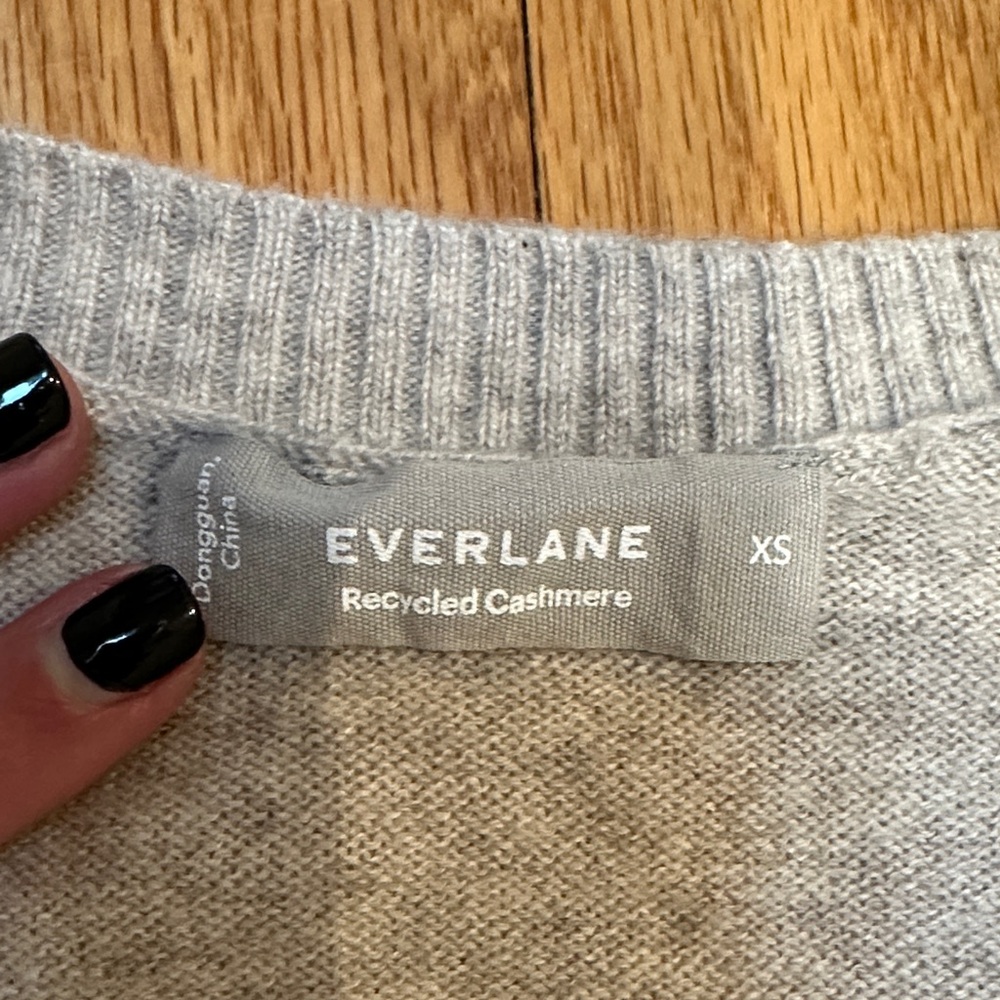 Dongguan,
China
EVERLANE
Recycled Cashmere
XS